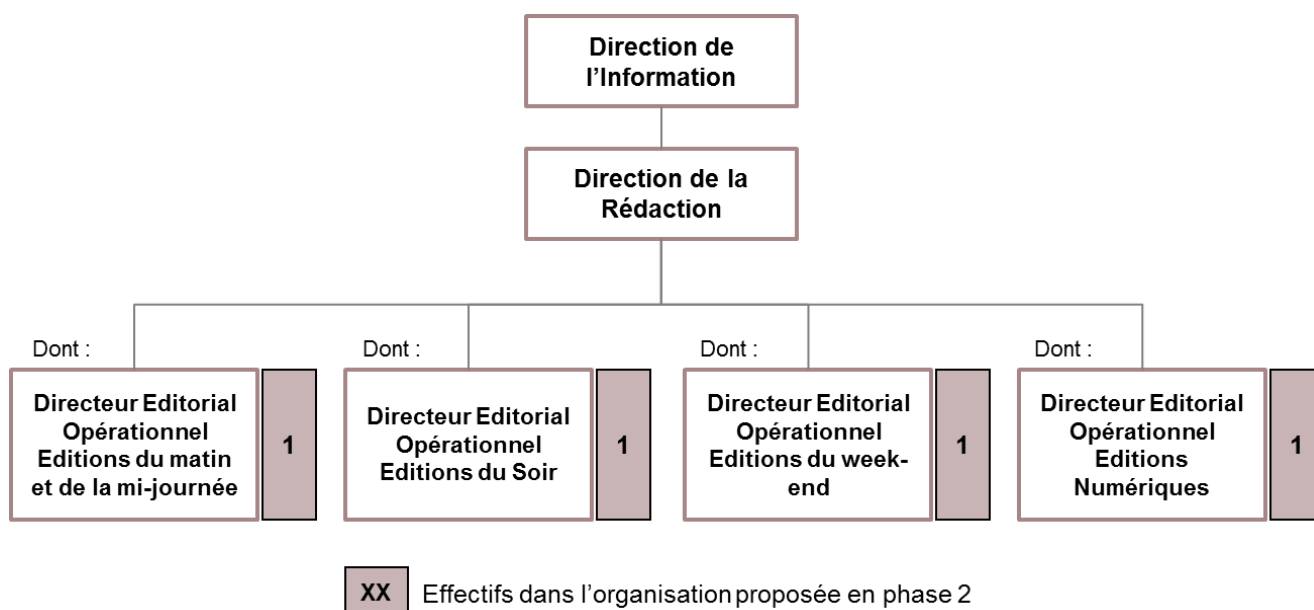 Direction de
l'Information
Direction de la
Rédaction
Dont :
Directeur Editorial
Opérationnel
Editions du matin
et de la mi-journée
1
Dont :
Directeur Editorial
Opérationnel
Editions du Soir
1
Dont :
Directeur Editorial
Opérationnel
Editions du week-
end
1
Dont :
Directeur Editorial
Opérationnel
Editions
Numériques
1
XX Effectifs dans l'organisation proposée en phase 2